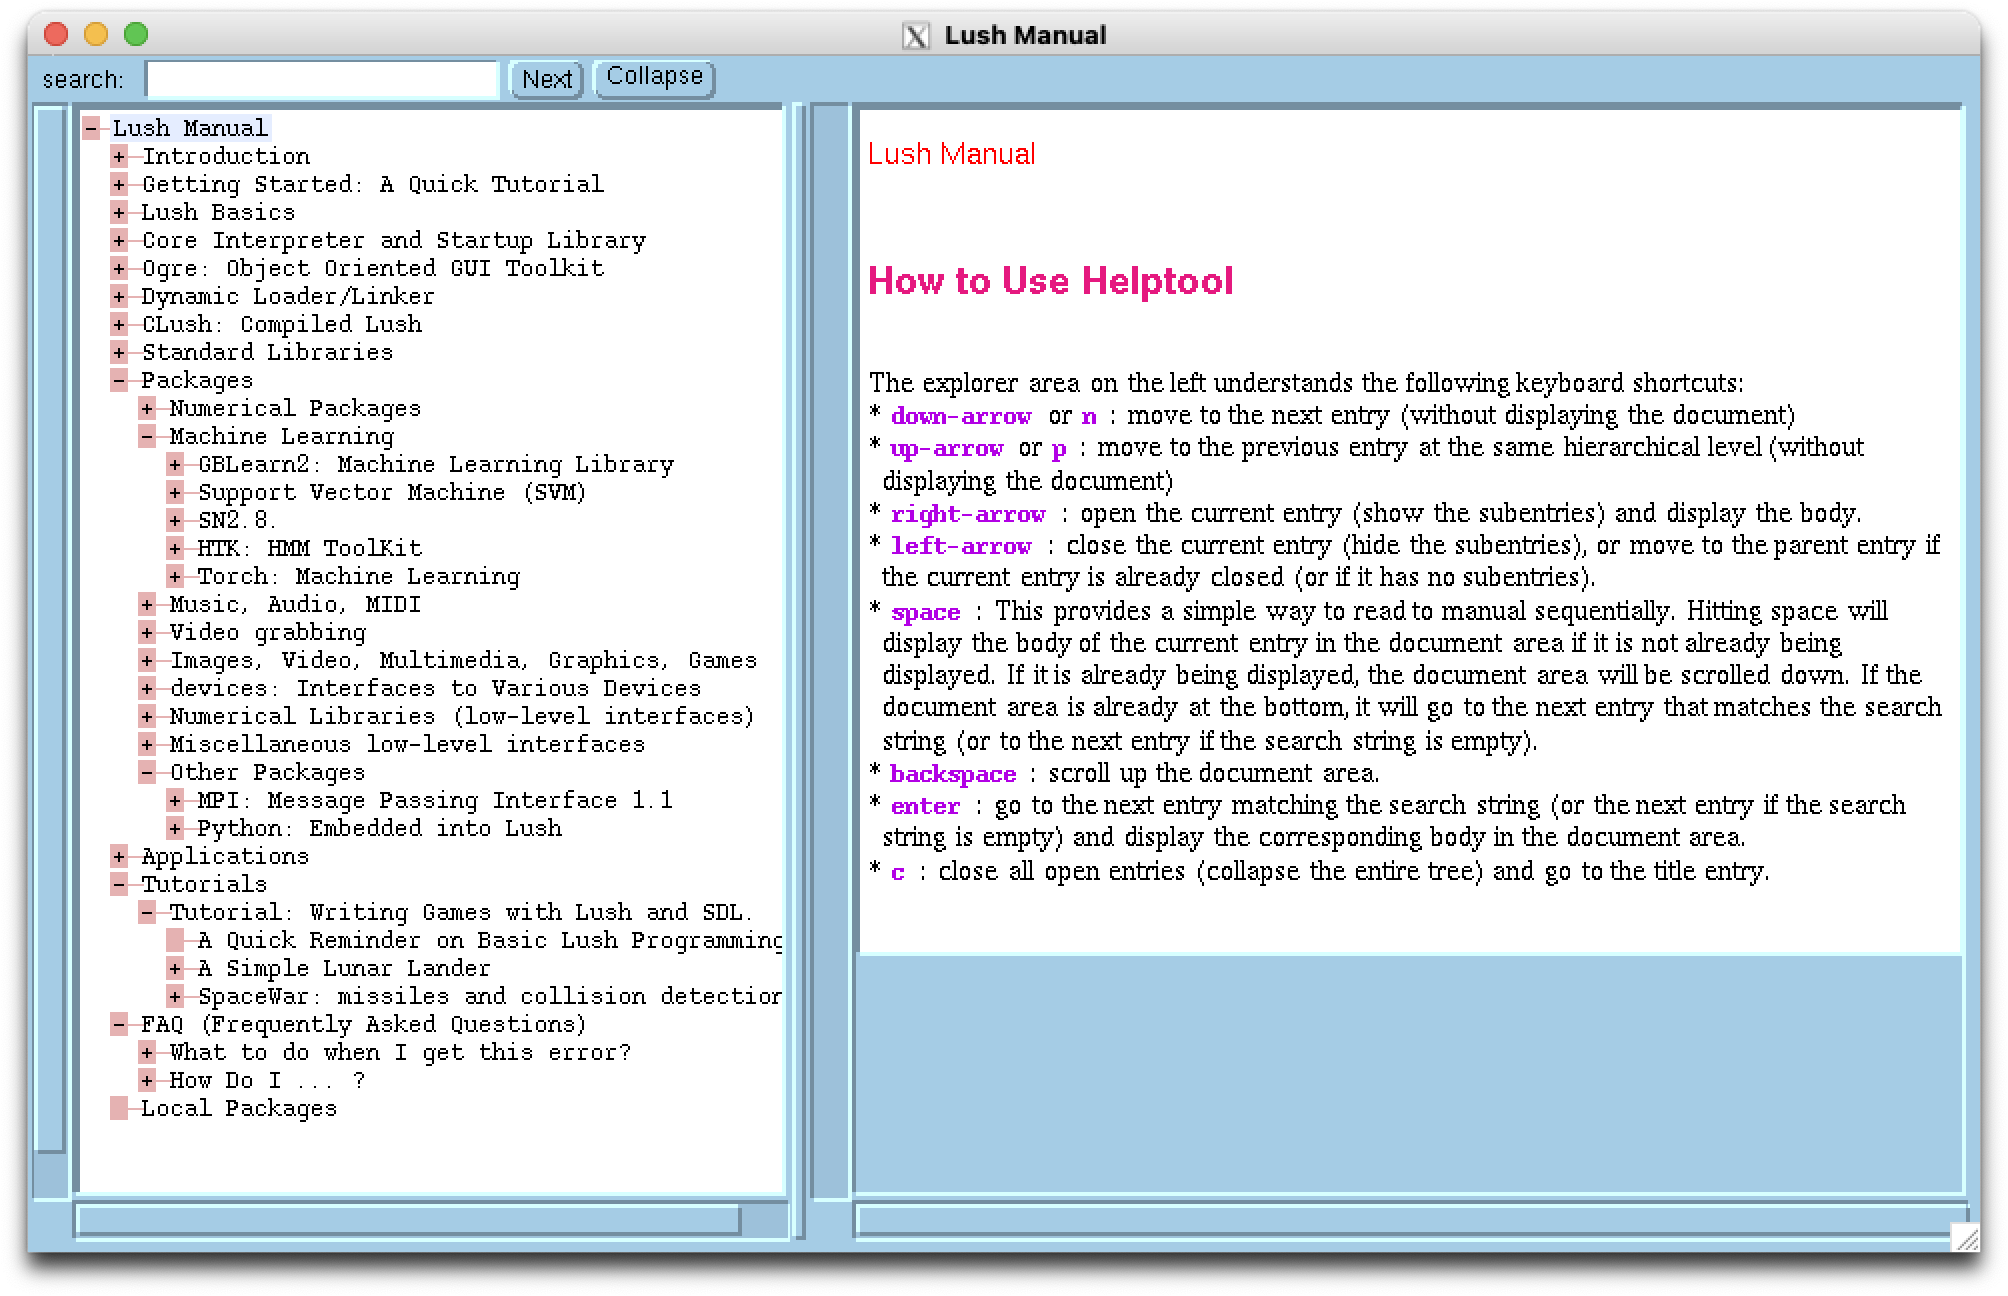 Lush Manual
search: Next Collapse
- Lush Manual
+ Introduction
+ Getting Started: A Quick Tutorial
+ Lush Basics
+ Core Interpreter and Startup Library
+ Ogre: Object Oriented GUI Toolkit
+ Dynamic Loader/Linker
+ CLush: Compiled Lush
+ Standard Libraries
- Packages
+ Numerical Packages
- Machine Learning
+ GBLearn2: Machine Learning Library
+ Support Vector Machine (SVM)
+ SN2.8.
+ HTK: HMM ToolKit
+ Torch: Machine Learning
+ Music, Audio, MIDI
+ Video grabbing
+ Images, Video, Multimedia, Graphics, Games
+ devices: Interfaces to Various Devices
+ Numerical Libraries (low-level interfaces)
+ Miscellaneous low-level interfaces
- Other Packages
+ MPI: Message Passing Interface 1.1
+ Python: Embedded into Lush
+ Applications
- Tutorials
- Tutorial: Writing Games with Lush and SDL.
A Quick Reminder on Basic Lush Programming
+ A Simple Lunar Lander
+ SpaceWar: missiles and collision detection
- FAQ (Frequently Asked Questions)
+ What to do when I get this error?
+ How Do I ... ?
Local Packages
Lush Manual
How to Use Helptool
The explorer area on the left understands the following keyboard shortcuts:
* down-arrow or n : move to the next entry (without displaying the document)
* up-arrow or p : move to the previous entry at the same hierarchical level (without
displaying the document)
* right-arrow : open the current entry (show the subentries) and display the body.
* left-arrow : close the current entry (hide the subentries), or move to the parent entry if
the current entry is already closed (or if it has no subentries).
* space : This provides a simple way to read to manual sequentially. Hitting space will
display the body of the current entry in the document area if it is not already being
displayed. If it is already being displayed, the document area will be scrolled down. If the
document area is already at the bottom, it will go to the next entry that matches the search
string (or to the next entry if the search string is empty).
* backspace : scroll up the document area.
* enter : go to the next entry matching the search string (or the next entry if the search
string is empty) and display the corresponding body in the document area.
* c : close all open entries (collapse the entire tree) and go to the title entry.